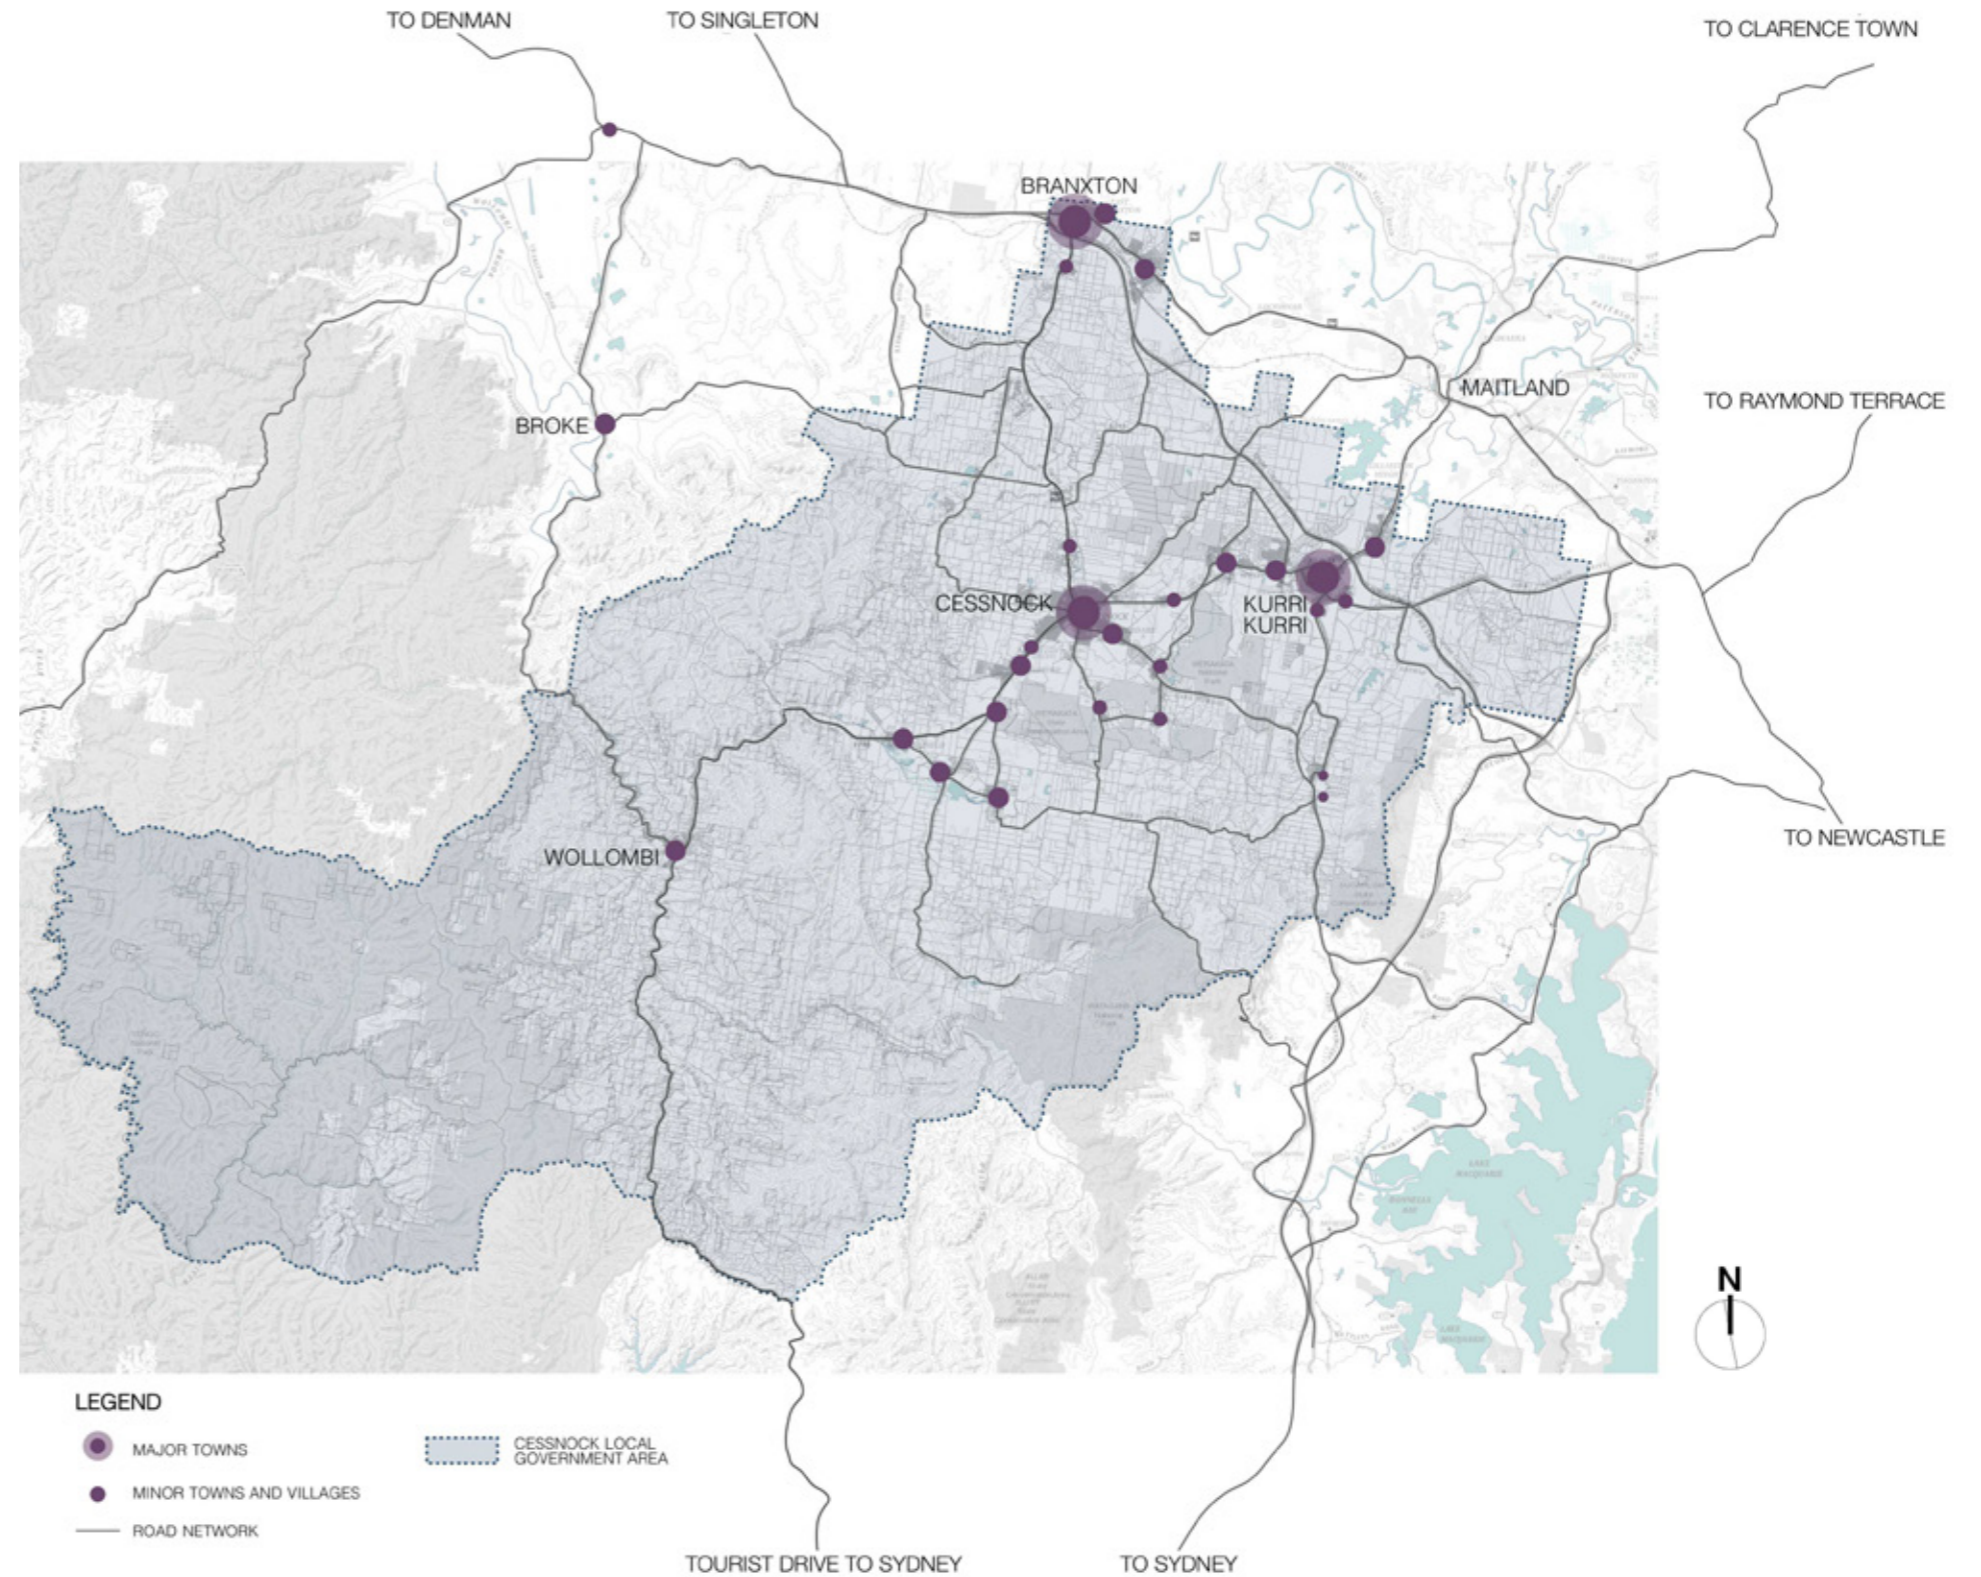 TO DENMAN
TO SINGLETON
TO CLARENCE TOWN
BRANXTON
MAITLAND
TO RAYMOND TERRACE
BROKE
CESSNOCK
KURRI
KURRI
TO NEWCASTLE
WOLLOMBI
LAKE
MACQUARIE
N
LEGEND
MAJOR TOWNS
MINOR TOWNS AND VILLAGES
ROAD NETWORK
CESSNOCK LOCAL
GOVERNMENT AREA
TOURIST DRIVE TO SYDNEY
TO SYDNEY